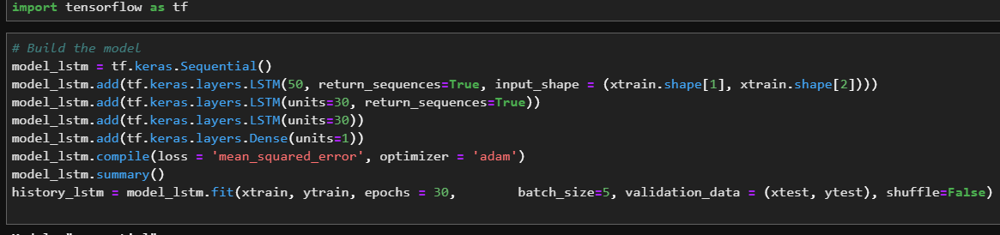 import tensorflow as tf
# Build the model
model_lstm = tf.keras.Sequential()
model_lstm.add(tf.keras.layers.LSTM(50, return_sequences=True, input_shape = (xtrain.shape[1], xtrain.shape[2])))
model_lstm.add(tf.keras.layers.LSTM(units=30, return_sequences=True))
model_lstm.add(tf.keras.layers.LSTM(units=30))
model_lstm.add(tf.keras.layers.Dense(units=1))
model_lstm.compile(loss = 'mean_squared_error', optimizer = 'adam')
model_lstm.summary()
history_lstm = model_lstm.fit(xtrain, ytrain, epochs = 30,        batch_size=5, validation_data = (xtest, ytest), shuffle=False)